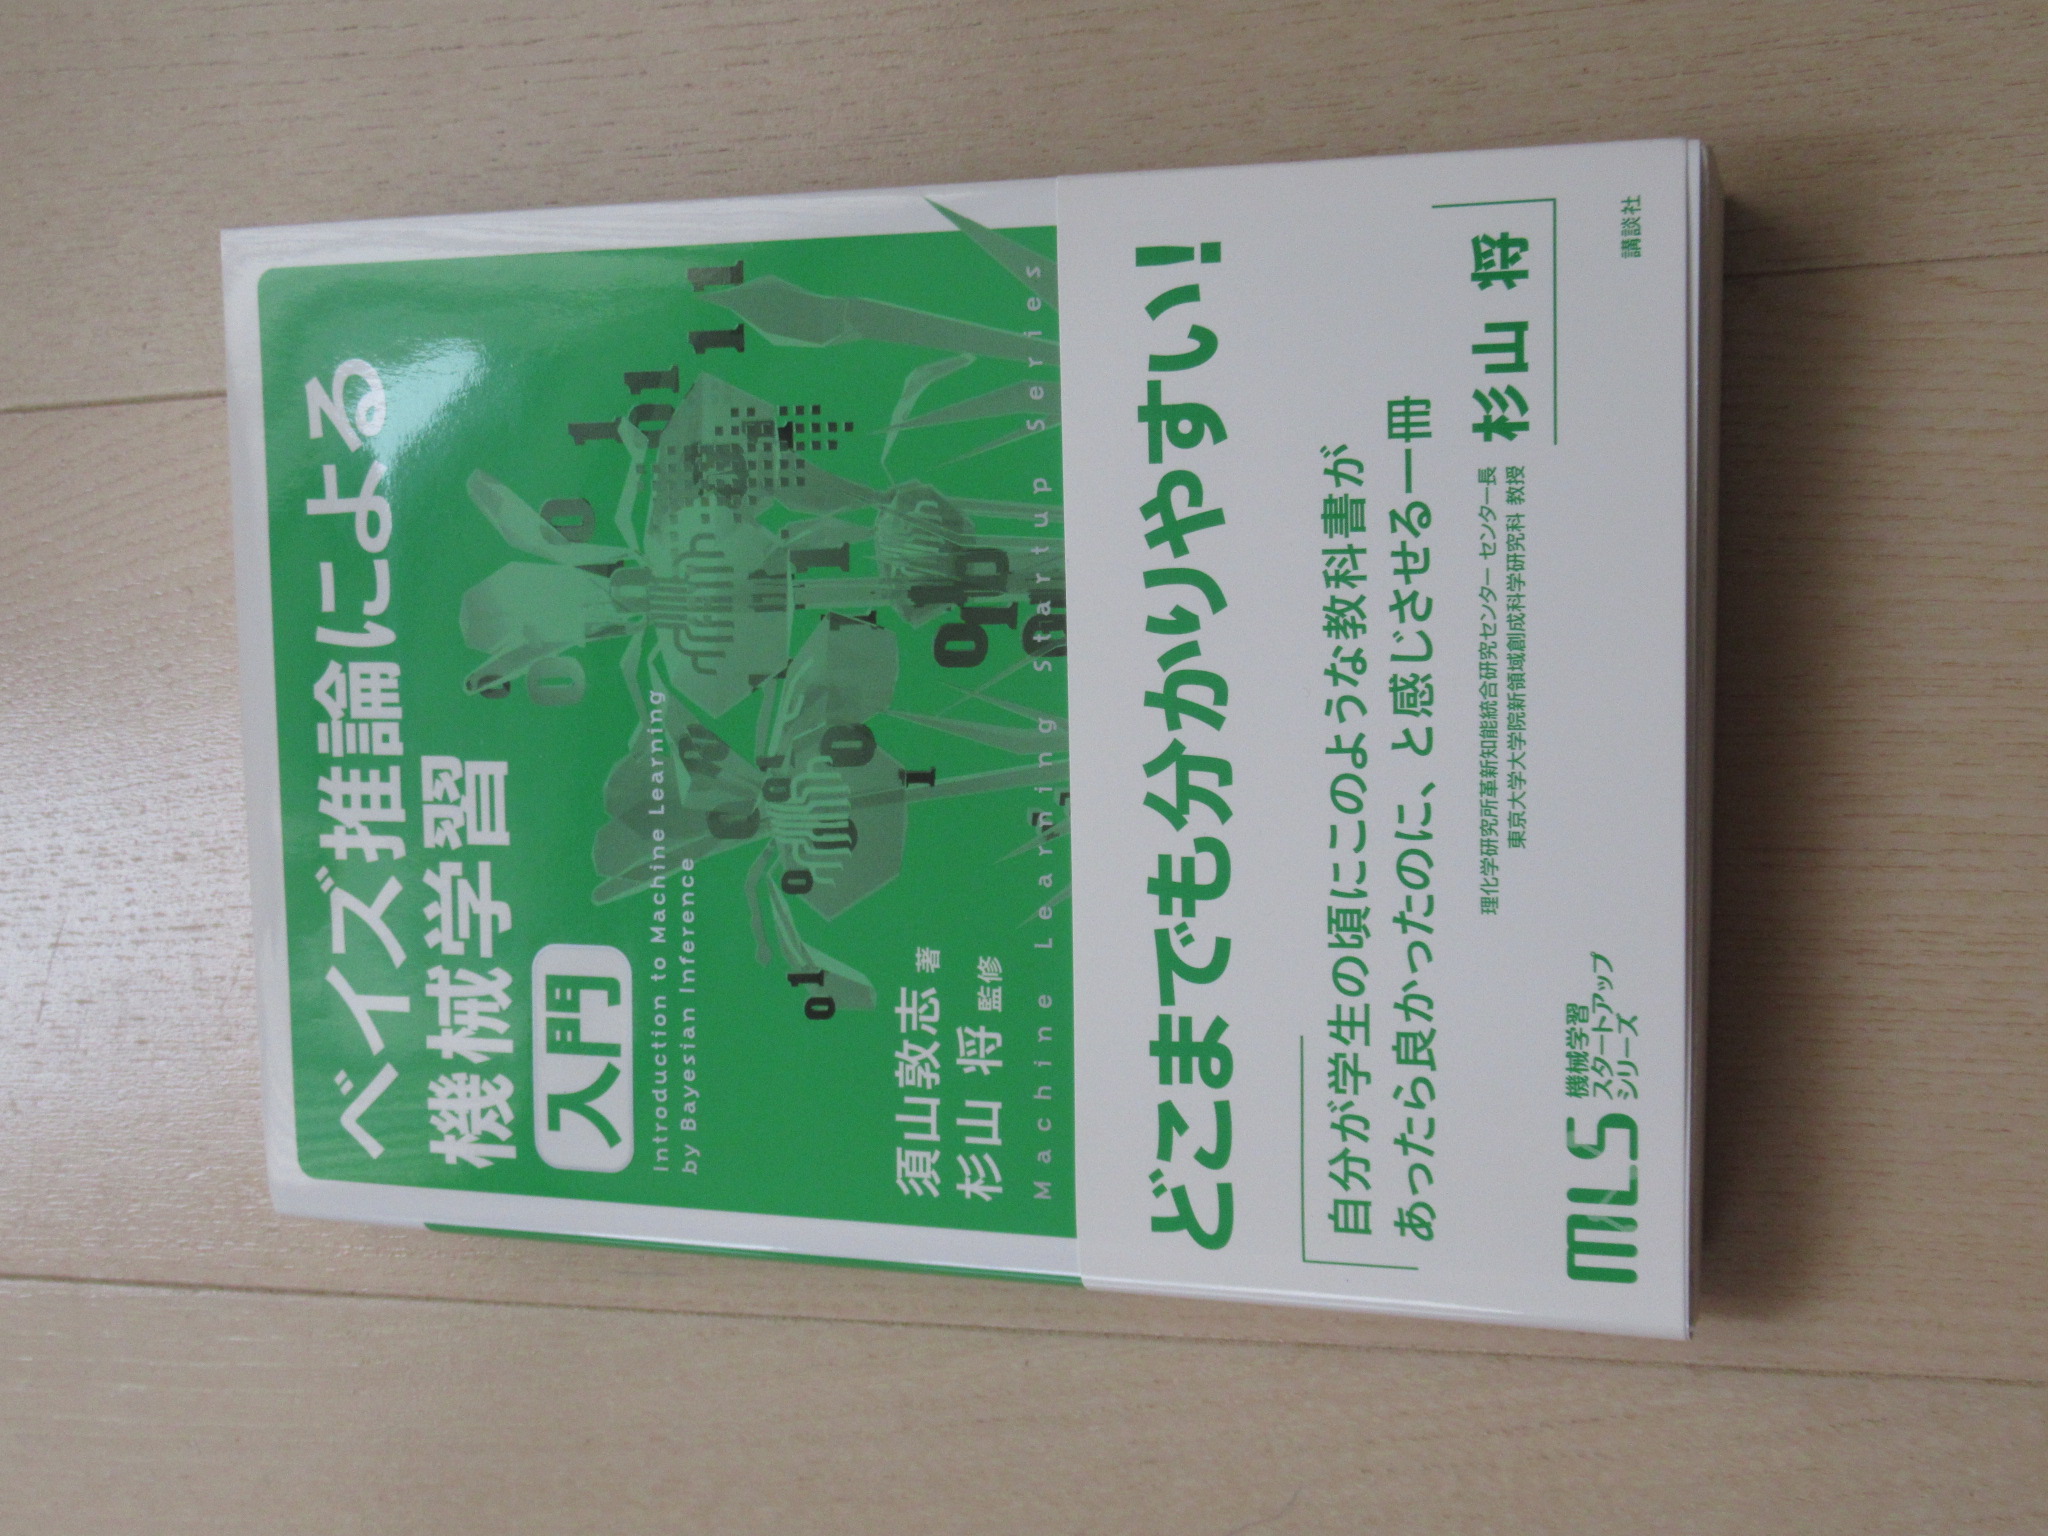 ベイズ推論による
機械学習
入門
Introduction to Machine Learning
by Bayesian Inference
須山敦志 著
杉山 将 監修
Machine Learning Startup Series
どこまでも分かりやすい!
自分が学生の頃にこのような教科書が
あったら良かったのに、と感じさせる一冊
理化学研究所革新知能統合研究センター センター長
東京大学大学院新領域創成科学研究科 教授
杉山 将
MLS
機械学習
スタートアップ
シリーズ
講談社